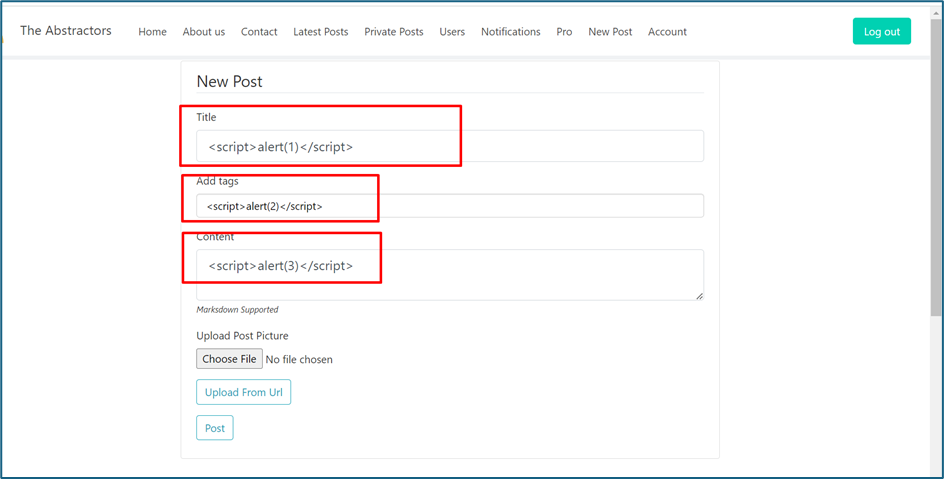 The Abstractors Home About us Contact Latest Posts Private Posts Users Notifications Pro New Post Account Log out
New Post
Title
<script>alert(1)</script>
Add tags
<script>alert(2)</script>
Content
<script>alert(3)</script>
Marksdown Supported
Upload Post Picture
Choose File No file chosen
Upload From Url
Post